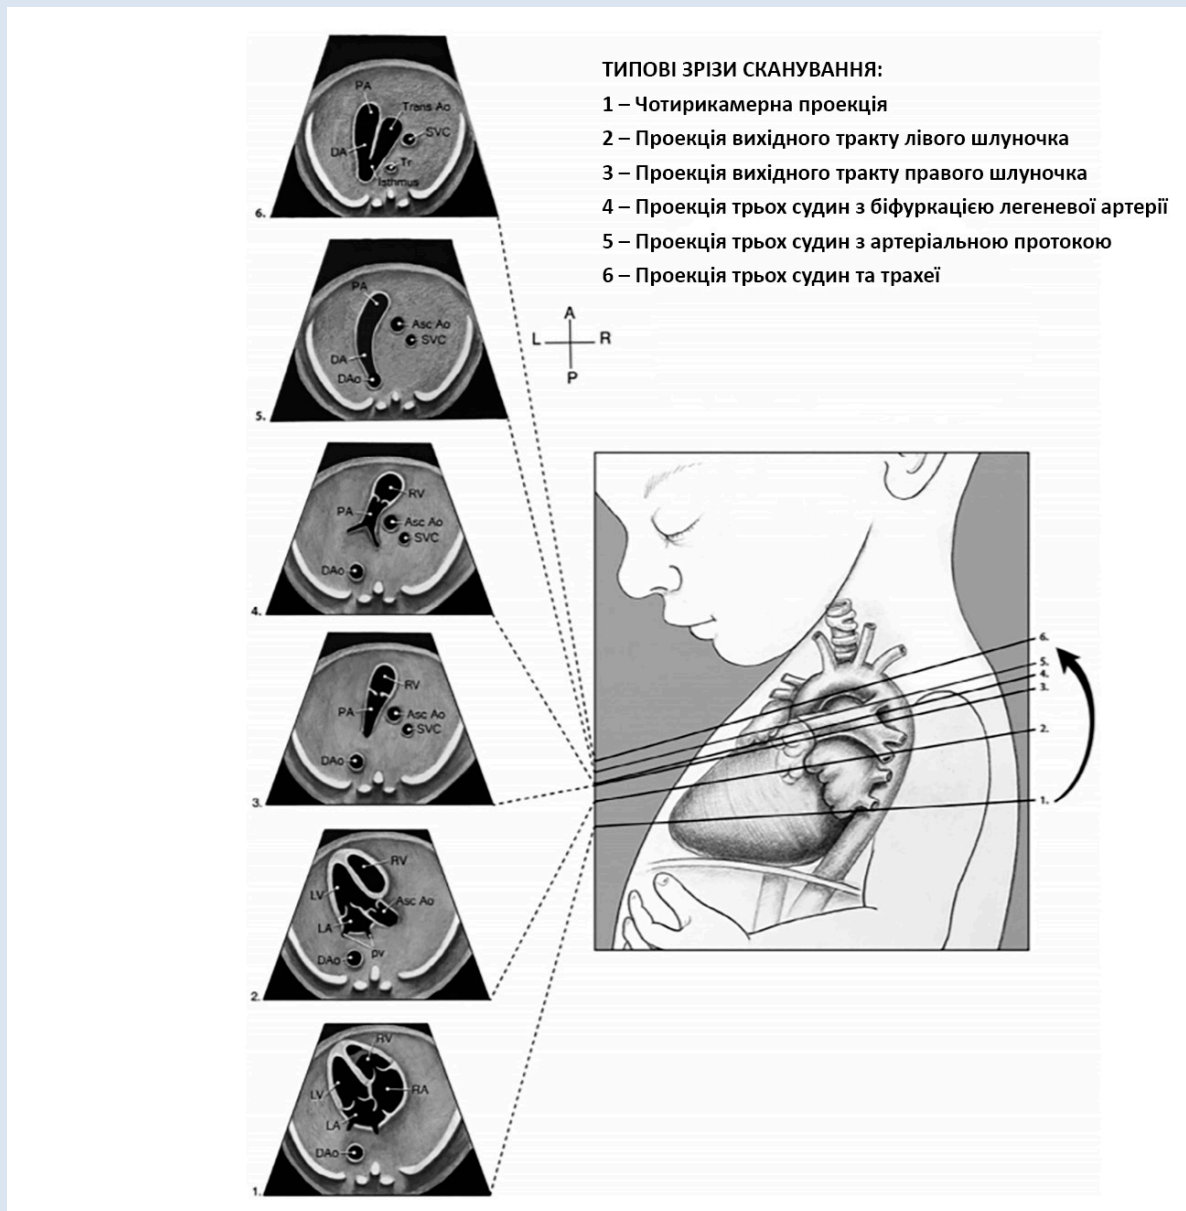 ТИПОВІ ЗРІЗИ СКАНУВАННЯ:
1 – Чотирикамерна проекція
2 – Проекція вихідного тракту лівого шлуночка
3 – Проекція вихідного тракту правого шлуночка
4 – Проекція трьох судин з біфуркацією легеневої артерії
5 – Проекція трьох судин з артеріальною протокою
6 – Проекція трьох судин та трахеї
PA
Trans Ao
SVC
DA
Tr
Isthmus
6.
PA
Asc Ao
SVC
DA
DAo
5.
A
L R
P
RV
PA
Asc Ao
SVC
DAo
4.
RV
PA
Asc Ao
SVC
DAo
3.
RV
LV
Asc Ao
LA
pv
DAo
2.
RV
LV
RA
LA
DAo
1.
6.
5.
4.
3.
2.
1.